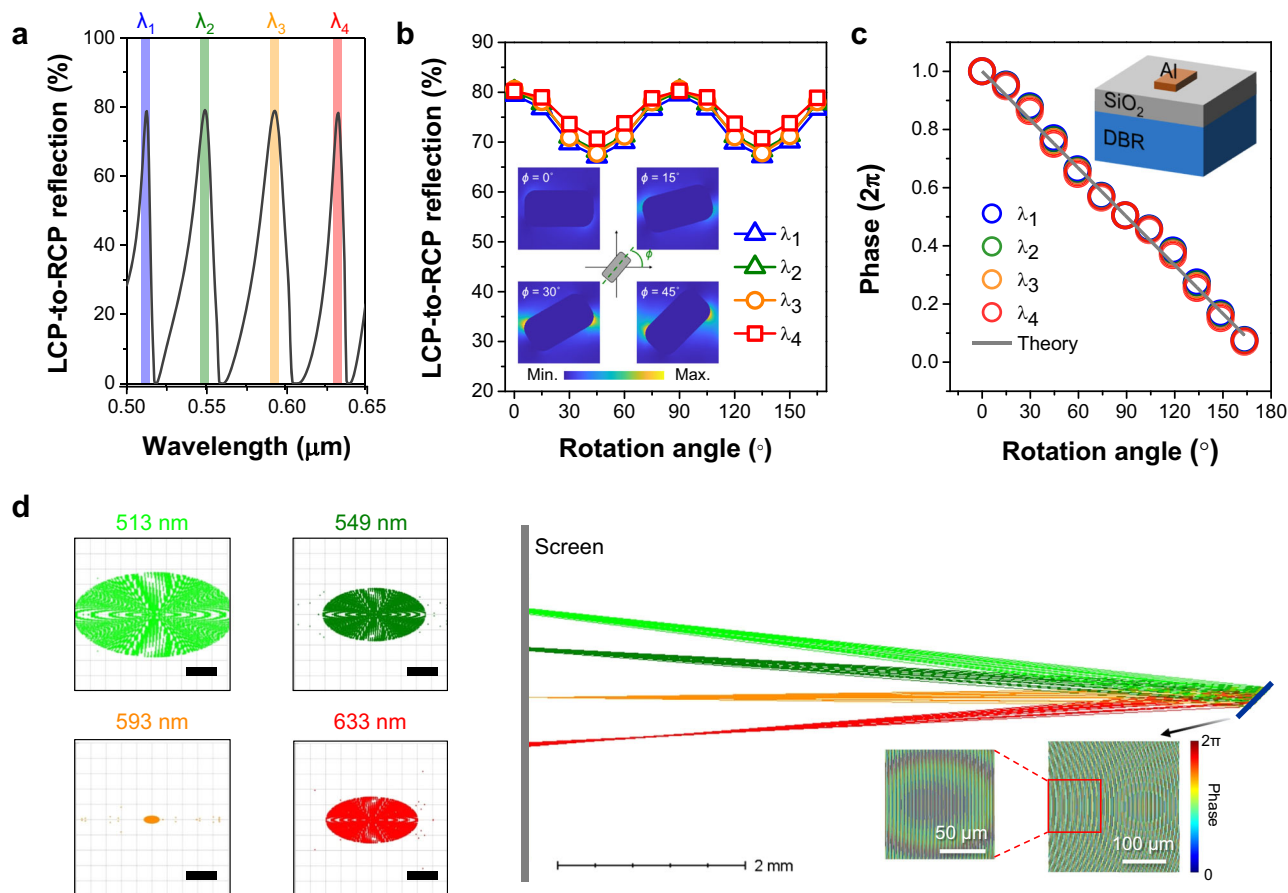 a
λ1
λ2
λ3
λ4
LCP-to-RCP reflection (%)
100
80
60
40
20
0
0.50
0.55
0.60
0.65
Wavelength (μm)
b
LCP-to-RCP reflection (%)
90
80
70
60
50
40
30
20
ϕ = 0°
ϕ = 15°
ϕ
ϕ = 30°
ϕ = 45°
Min.
Max.
λ1
λ2
λ3
λ4
0
30
60
90
120
150
Rotation angle (°)
c
Phase (2π)
1.0
0.8
0.6
0.4
0.2
0.0
Al
SiO2
DBR
λ1
λ2
λ3
λ4
Theory
0
30
60
90
120
150
180
Rotation angle (°)
d
513 nm
549 nm
593 nm
633 nm
Screen
2 mm
50 μm
100 μm
2π
Phase
0